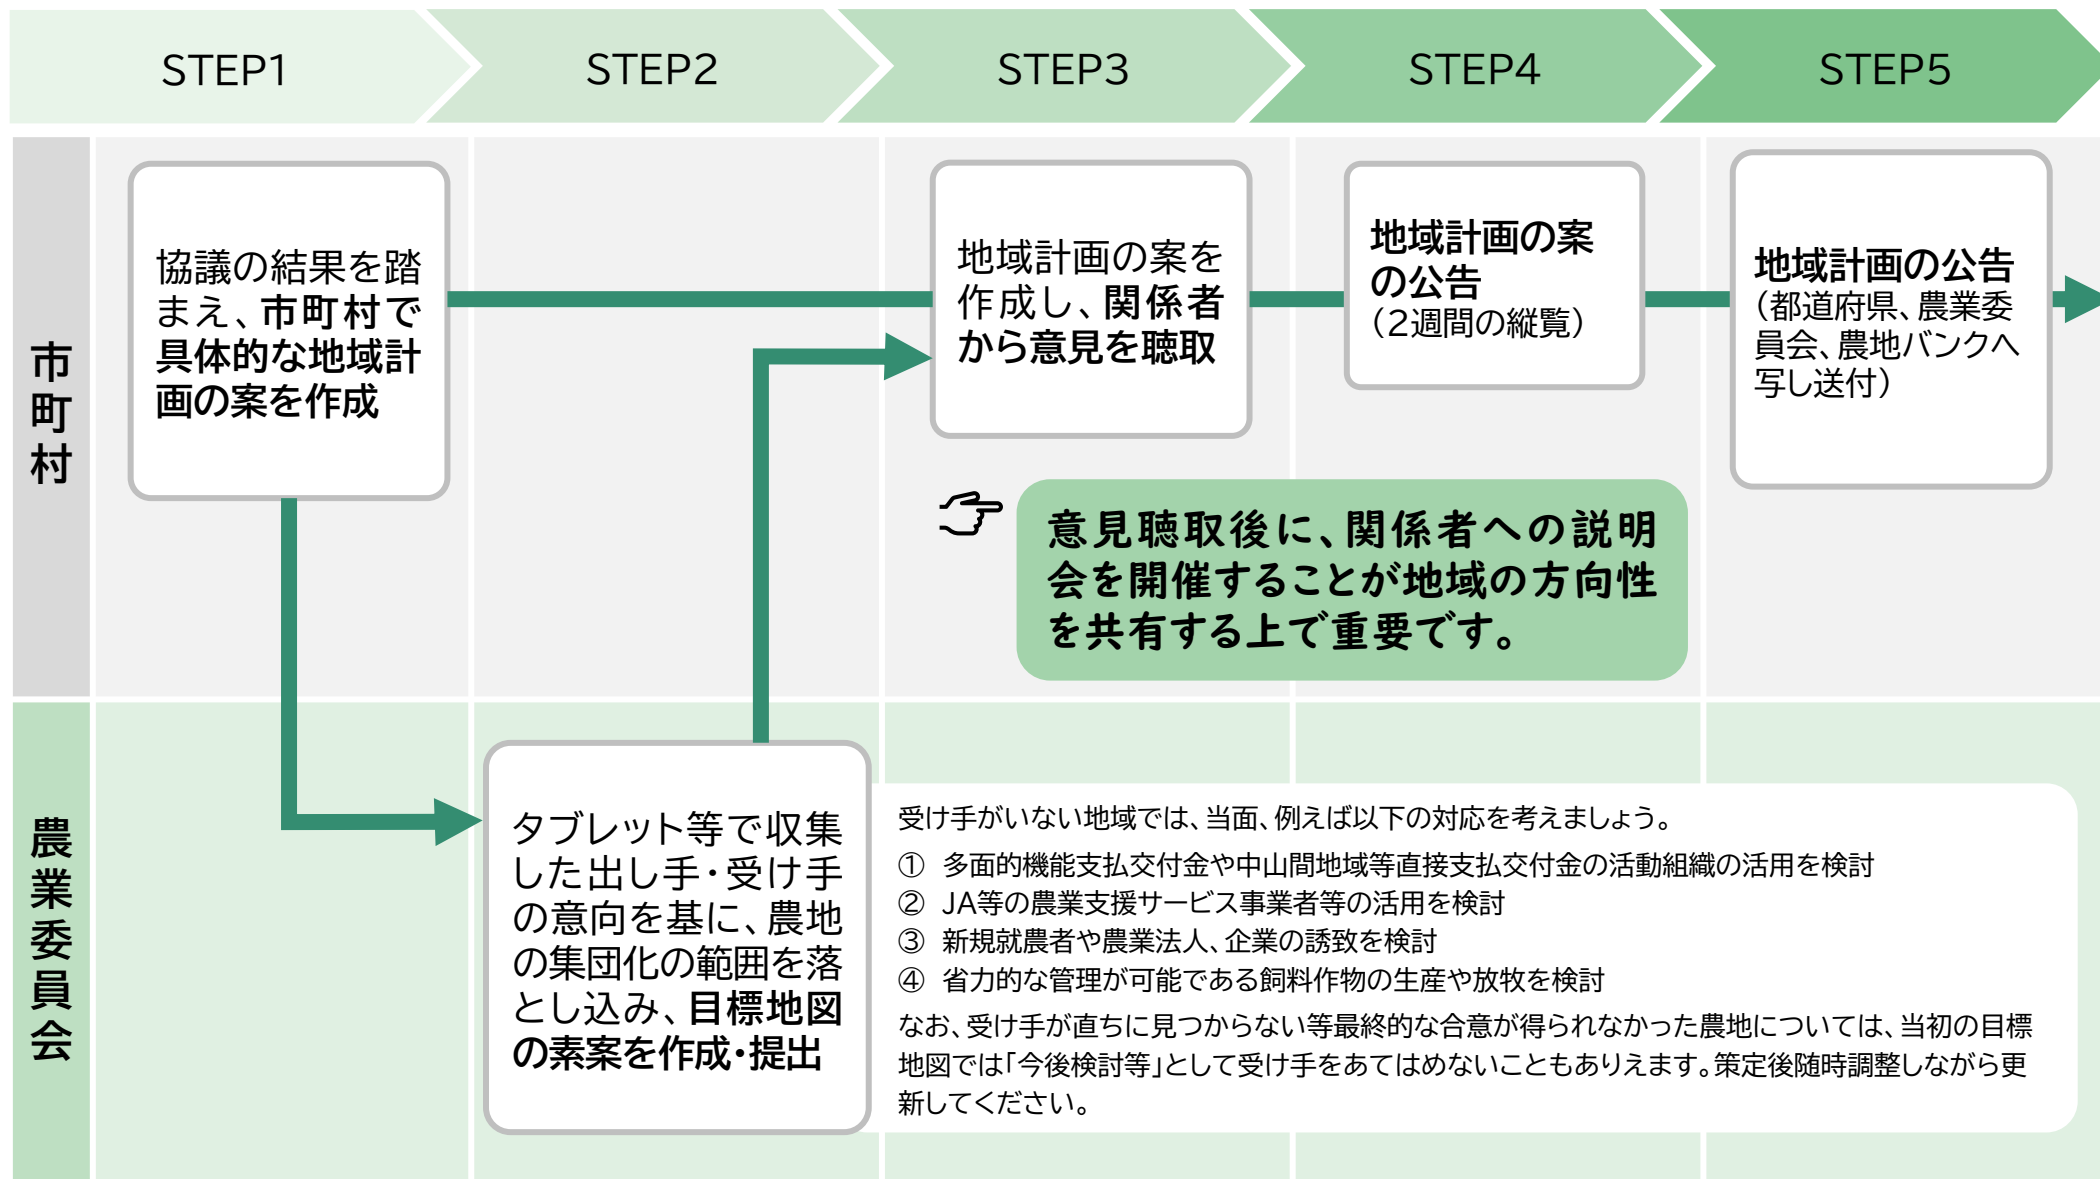 STEP1
STEP2
STEP3
STEP4
STEP5
市町村
協議の結果を踏
まえ、市町村で
具体的な地域計
画の案を作成
地域計画の案を
作成し、関係者
から意見を聴取
地域計画の案
の公告
（2週間の縦覧）
地域計画の公告
（都道府県、農業委
員会、農地バンクへ
写し送付）
意見聴取後に、関係者への説明
会を開催することが地域の方向性
を共有する上で重要です。
農業委員会
タブレット等で収集
した出し手・受け手
の意向を基に、農地
の集団化の範囲を落
とし込み、目標地図
の素案を作成・提出
受け手がいない地域では、当面、例えば以下の対応を考えましょう。
① 多面的機能支払交付金や中山間地域等直接支払交付金の活動組織の活用を検討
② JA等の農業支援サービス事業者等の活用を検討
③ 新規就農者や農業法人、企業の誘致を検討
④ 省力的な管理が可能である飼料作物の生産や放牧を検討
なお、受け手が直ちに見つからない等最終的な合意が得られなかった農地については、当初の目標
地図では「今後検討等」として受け手をあてはめないこともありえます。策定後随時調整しながら更
新してください。